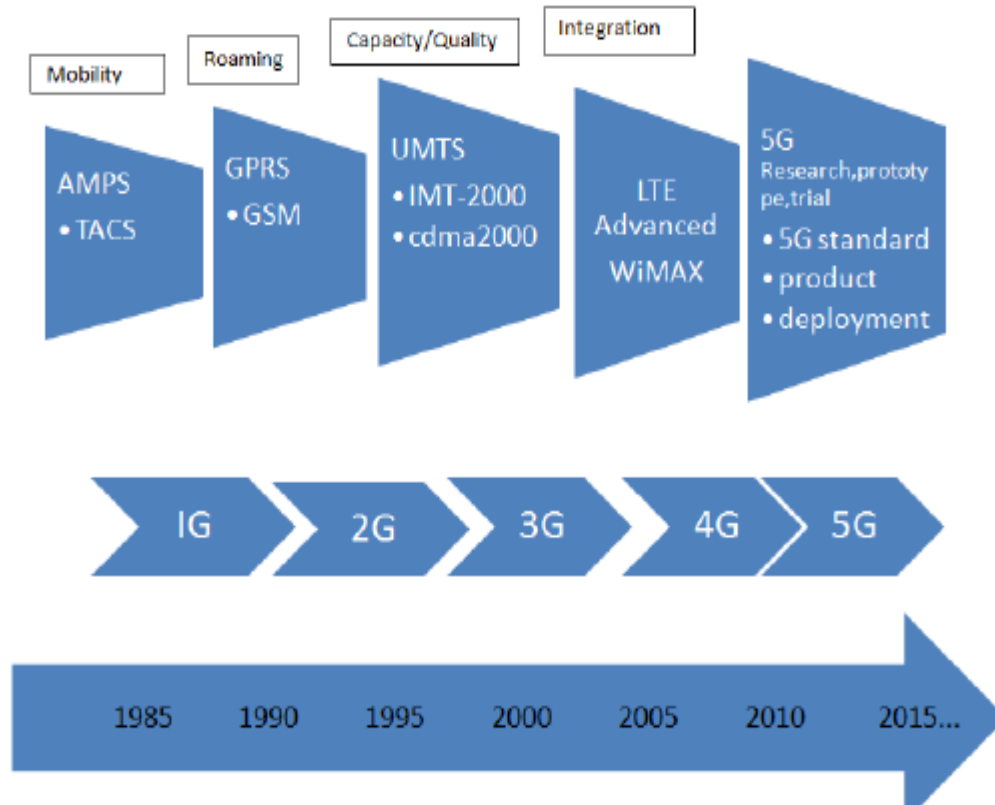 Mobility
Roaming
Capacity/Quality
Integration
AMPS
• TACS
GPRS
• GSM
UMTS
• IMT-2000
• cdma2000
LTE
Advanced
WiMAX
5G
Research,prototy
pe,trial
• 5G standard
• product
• deployment
IG
2G
3G
4G
5G
1985
1990
1995
2000
2005
2010
2015...